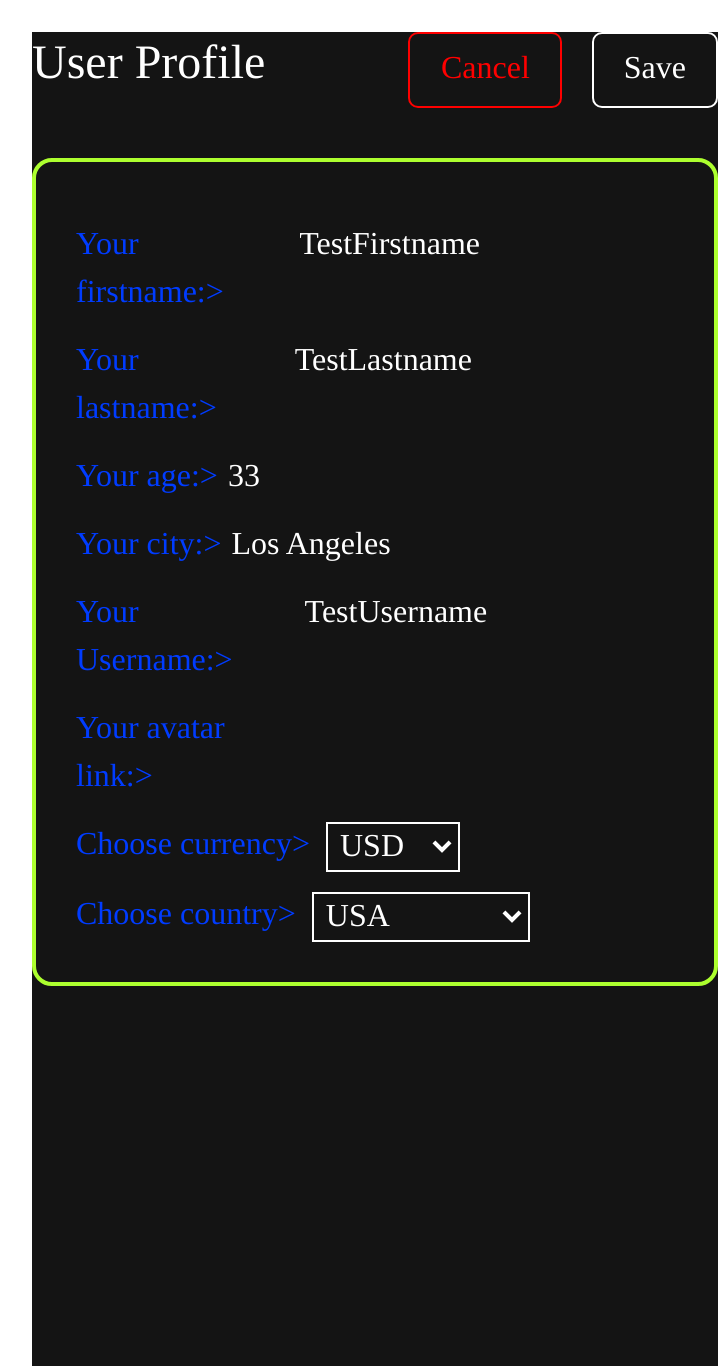 User Profile Cancel Save
Your TestFirstname
firstname:>
Your TestLastname
lastname:>
Your age:> 33
Your city:> Los Angeles
Your TestUsername
Username:>
Your avatar
link:>
Choose currency> USD
Choose country> USA